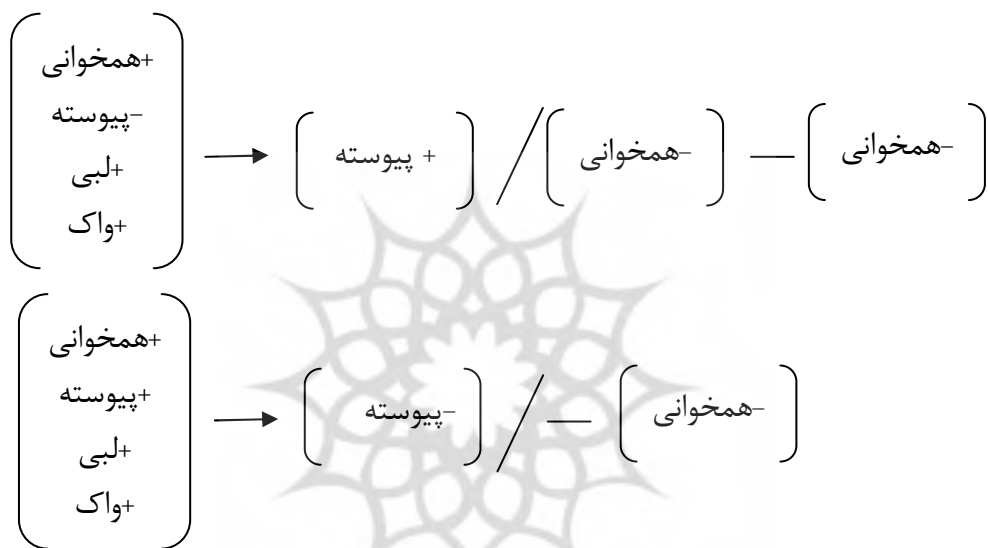 +همخوانی
-پیوسته
+لبی
+واک
+ پیوسته
-همخوانی
-همخوانی
+همخوانی
+پیوسته
+لبی
+واک
-پیوسته
-همخوانی